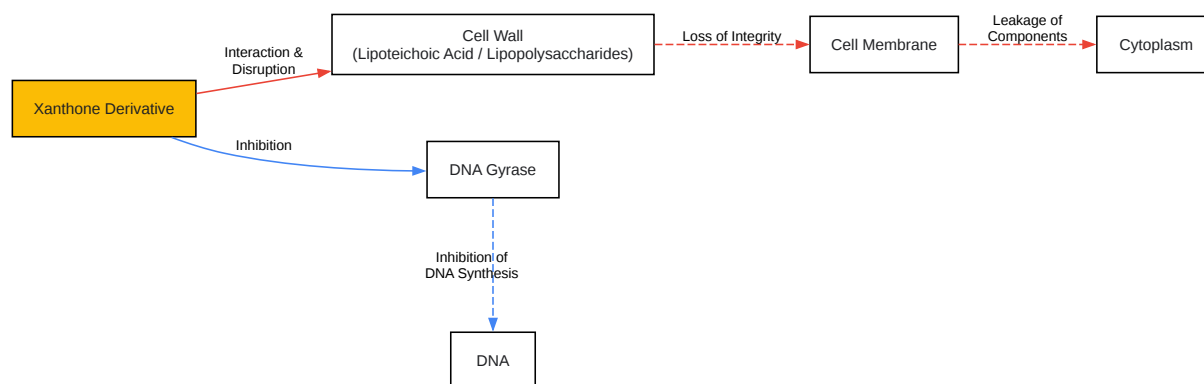 Interaction &
Disruption
Cell Wall
(Lipoteichoic Acid / Lipopolysaccharides)
Loss of Integrity
Cell Membrane
Leakage of
Components
Cytoplasm
Xanthone Derivative
Inhibition
DNA Gyrase
Inhibition of
DNA Synthesis
DNA